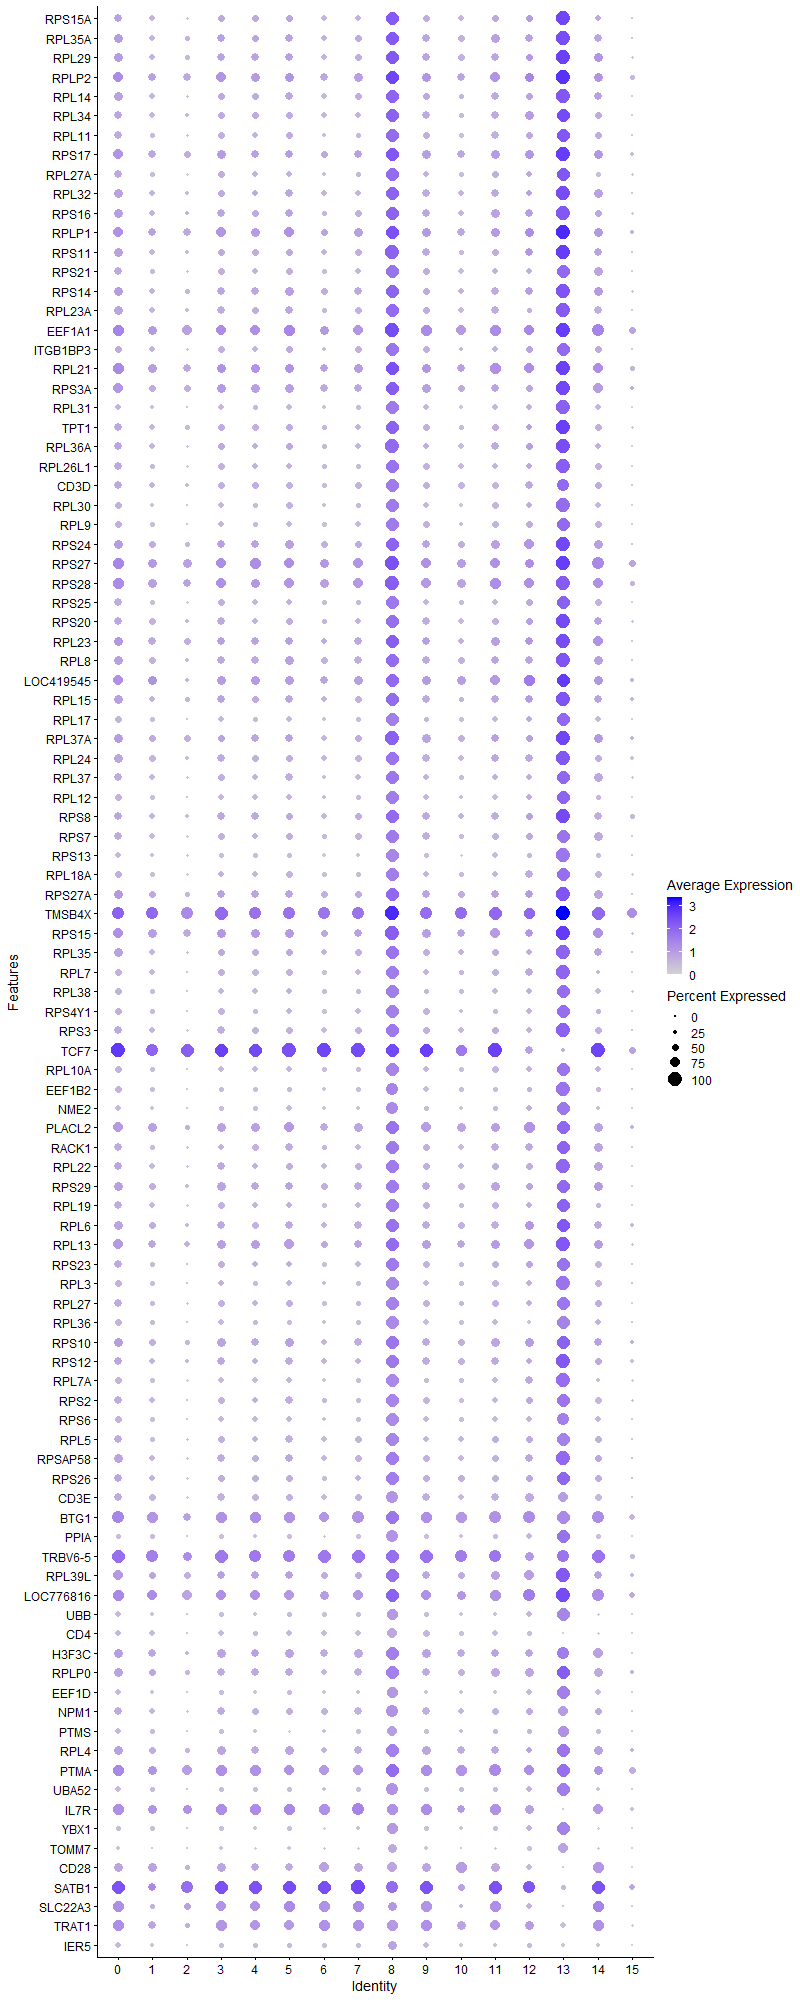 RPS15A
RPL35A
RPL29
RPLP2
RPL14
RPL34
RPL11
RPS17
RPL27A
RPL32
RPS16
RPLP1
RPS11
RPS21
RPS14
RPL23A
EEF1A1
ITGB1BP3
RPL21
RPS3A
RPL31
TPT1
RPL36A
RPL26L1
CD3D
RPL30
RPL9
RPS24
RPS27
RPS28
RPS25
RPS20
RPL23
RPL8
LOC419545
RPL15
RPL17
RPL37A
RPL24
RPL37
RPL12
RPS8
RPS7
RPS13
RPL18A
RPS27A
TMSB4X
RPS15
RPL35
RPL7
RPL38
RPS4Y1
RPS3
TCF7
RPL10A
EEF1B2
NME2
PLACL2
RACK1
RPL22
RPS29
RPL19
RPL6
RPL13
RPS23
RPL3
RPL27
RPL36
RPS10
RPS12
RPL7A
RPS2
RPS6
RPL5
RPSAP58
RPS26
CD3E
BTG1
PPIA
TRBV6-5
RPL39L
LOC776816
UBB
CD4
H3F3C
RPLP0
EEF1D
NPM1
PTMS
RPL4
PTMA
UBA52
IL7R
YBX1
TOMM7
CD28
SATB1
SLC22A3
TRAT1
IER5
Features
0 1 2 3 4 5 6 7 8 9 10 11 12 13 14 15
Identity
Average Expression
3
2
1
0
Percent Expressed
0
25
50
75
100